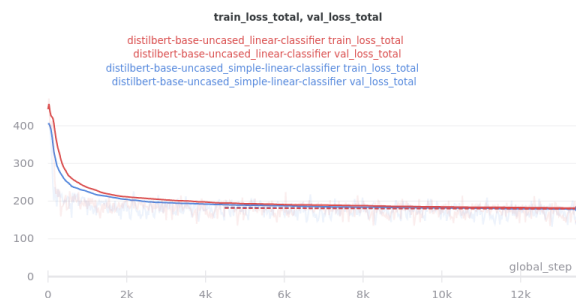 train_loss_total, val_loss_total
distilbert-base-uncased_linear-classifier train_loss_total
distilbert-base-uncased_linear-classifier val_loss_total
distilbert-base-uncased_simple-linear-classifier train_loss_total
distilbert-base-uncased_simple-linear-classifier val_loss_total
400
300
200
100
0
global_step
0 2k 4k 6k 8k 10k 12k